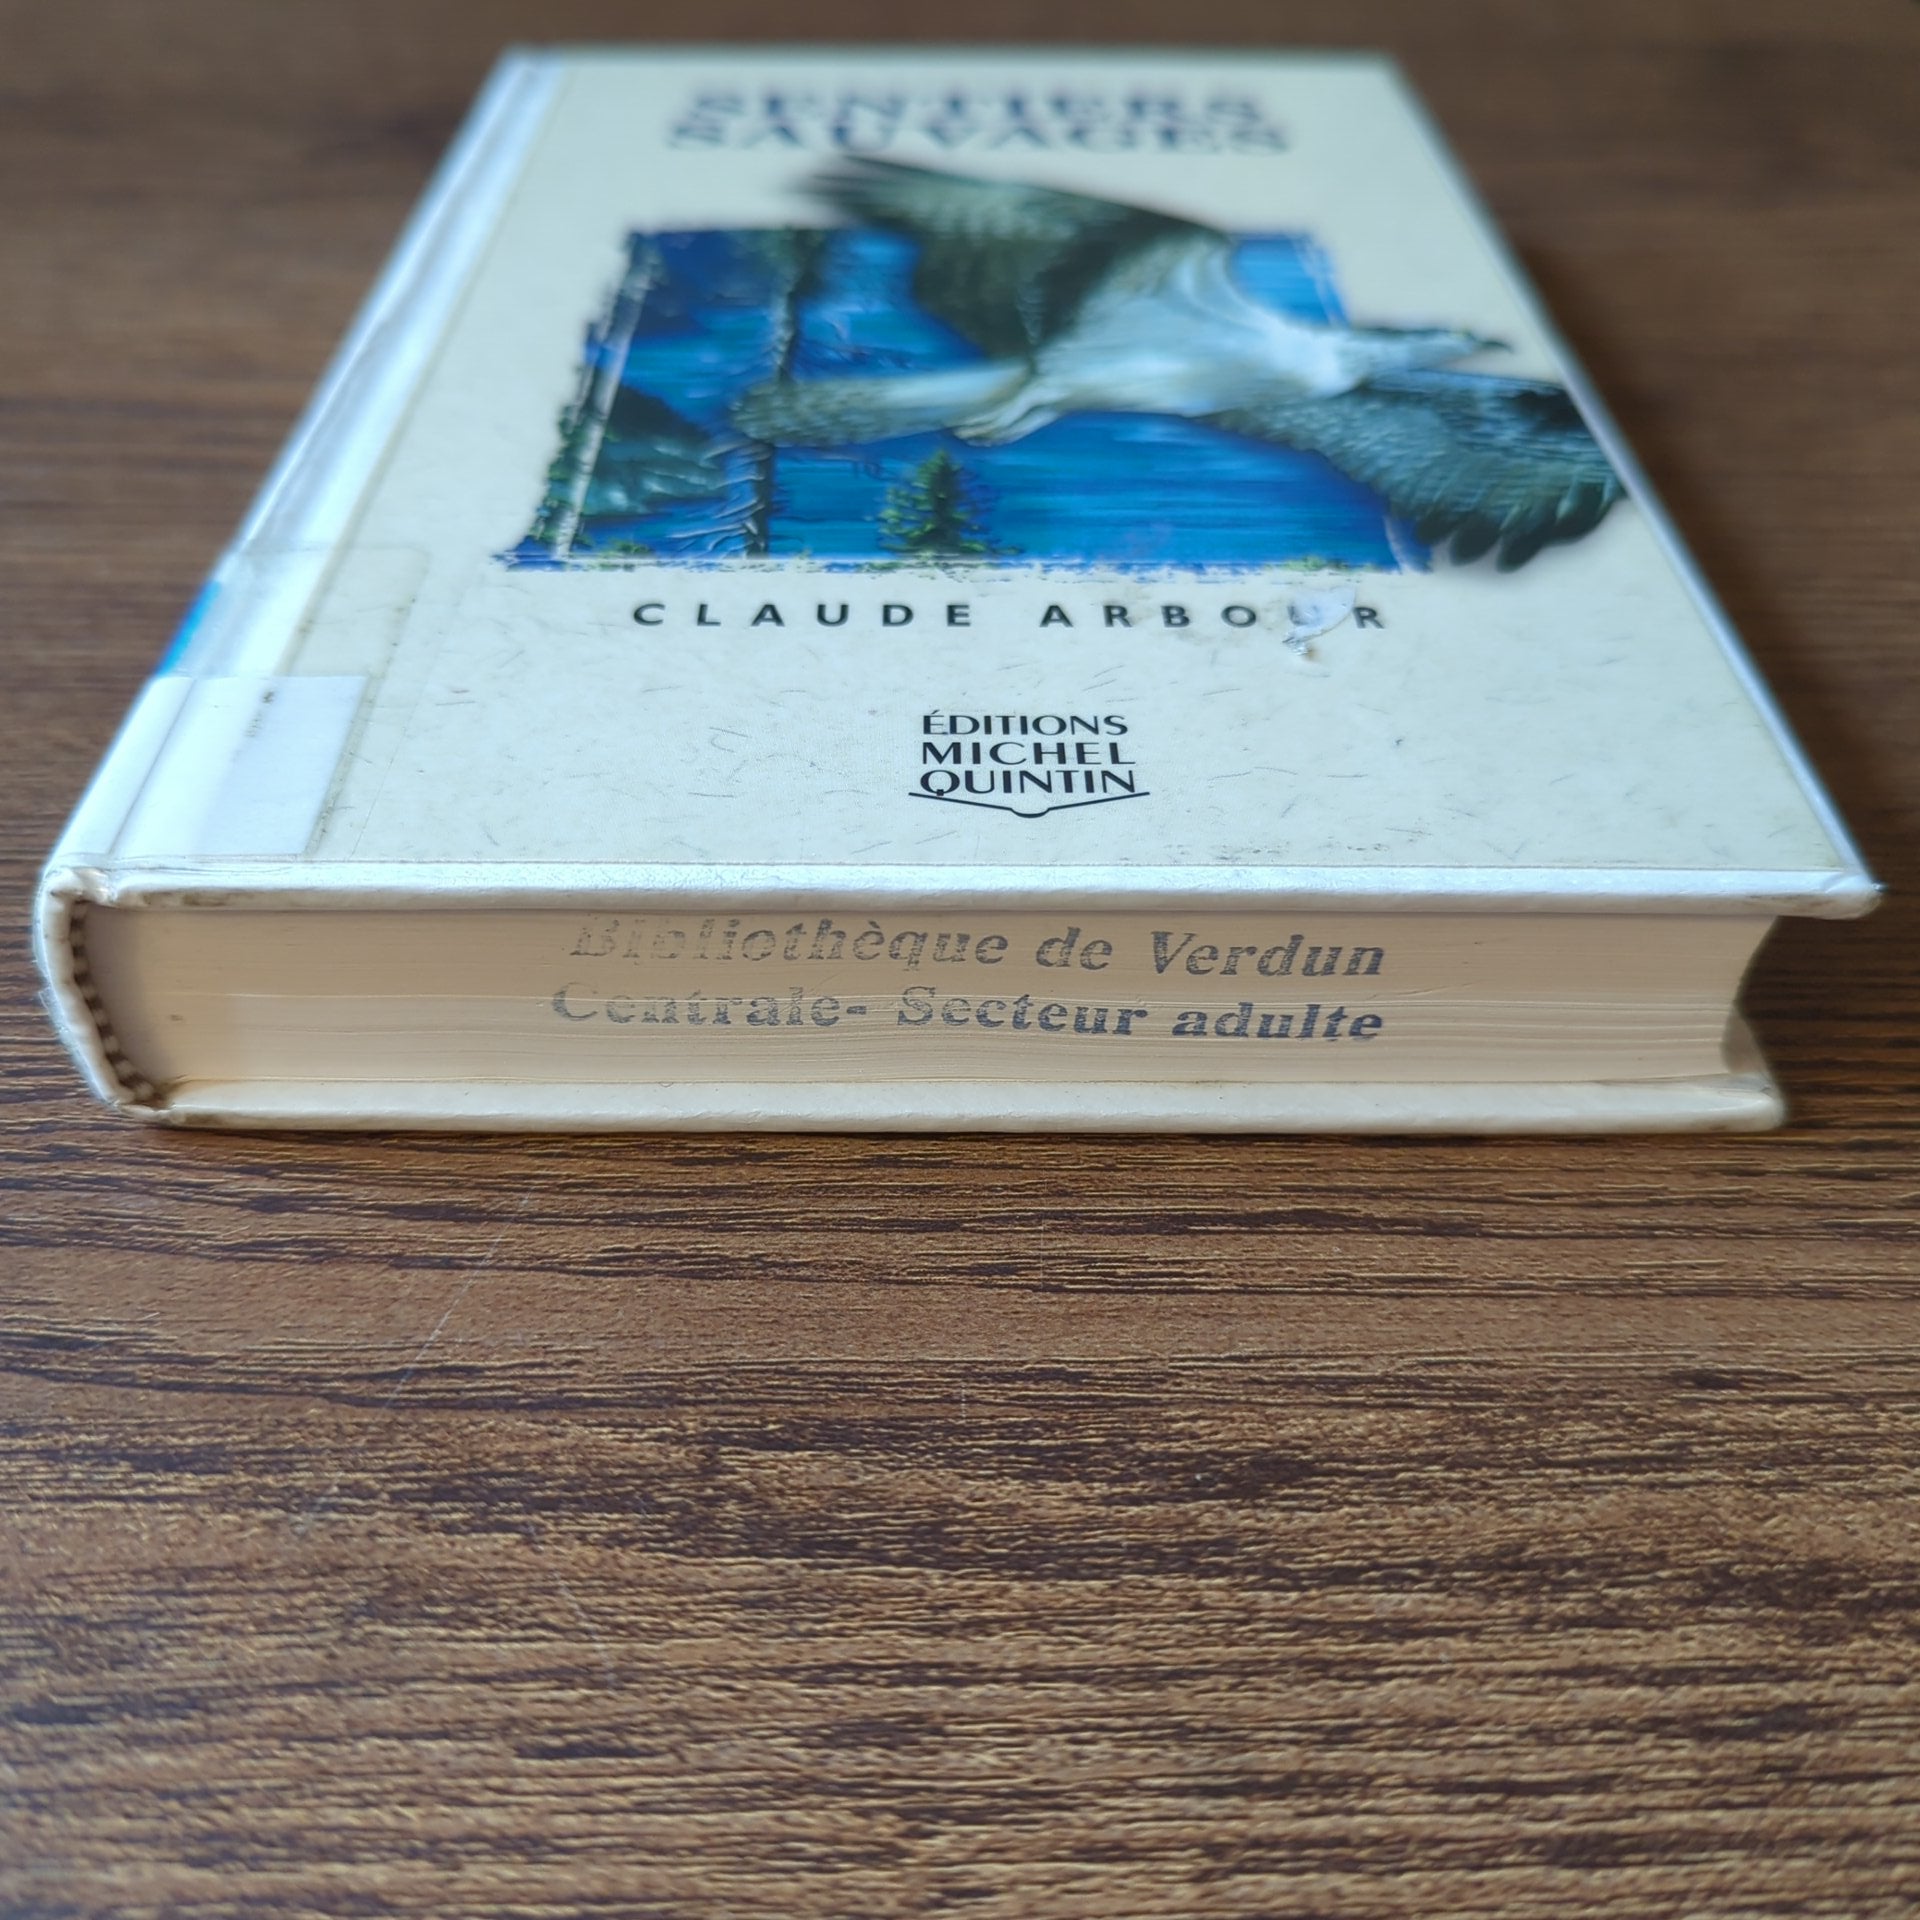 SENTIERS
SAUVAGES
CLAUDE ARBOUR
ÉDITIONS
MICHEL
QUINTIN
Bibliothèque de Verdun
Centrale- Secteur adulte